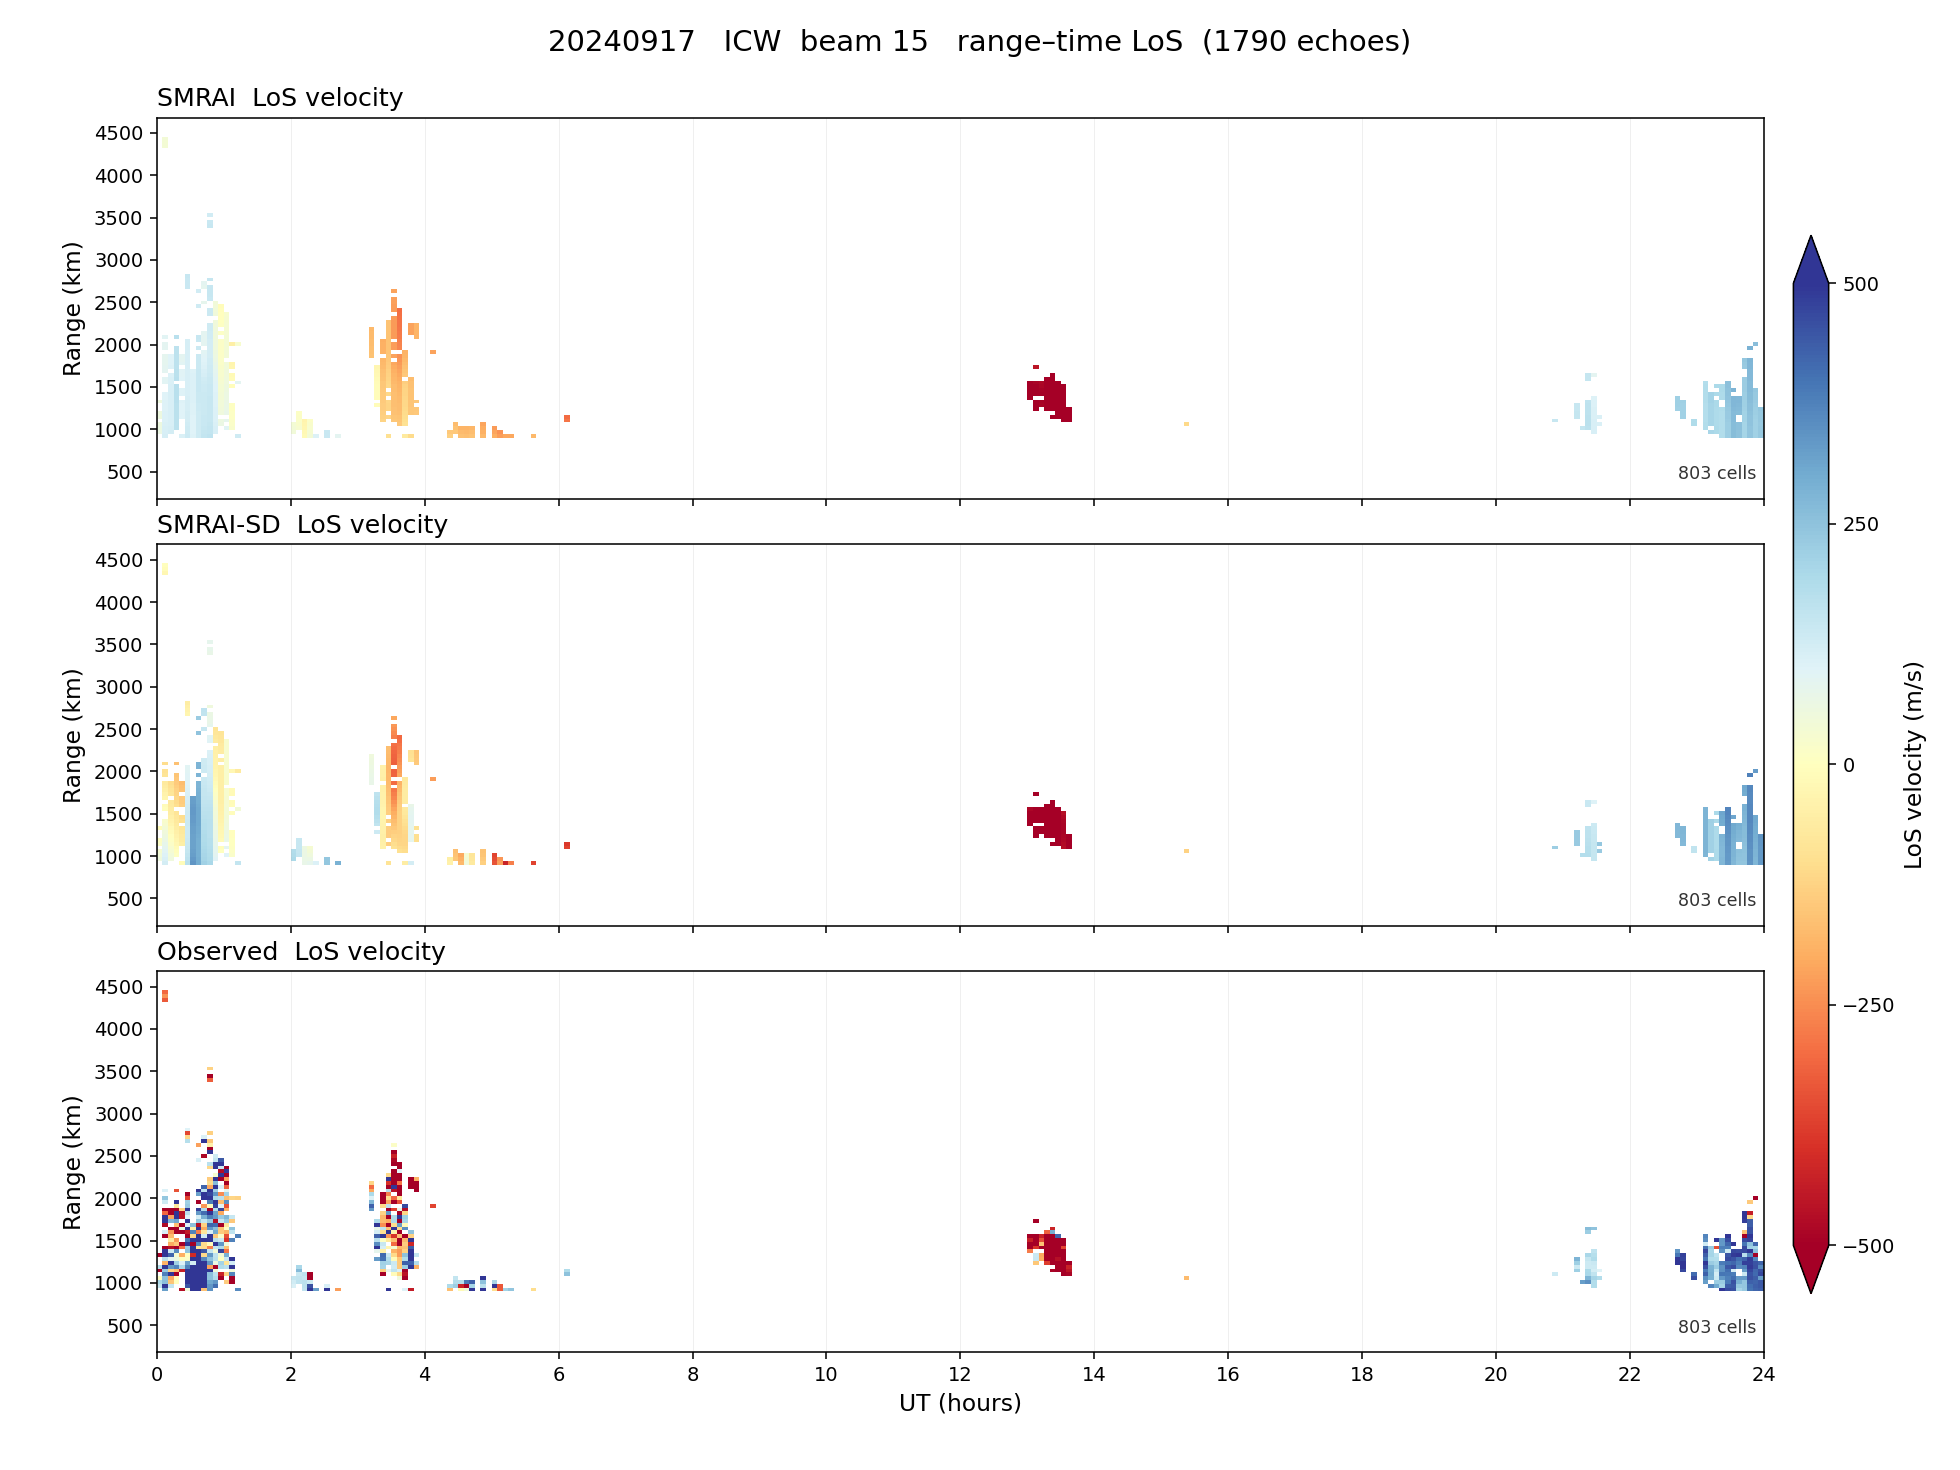 20240917   ICW  beam 15   range–time LoS  (1790 echoes)
SMRAI  LoS velocity
4500
4000
3500
3000
2500
2000
1500
1000
500
Range (km)
803 cells
SMRAI-SD  LoS velocity
4500
4000
3500
3000
2500
2000
1500
1000
500
Range (km)
803 cells
Observed  LoS velocity
4500
4000
3500
3000
2500
2000
1500
1000
500
Range (km)
803 cells
0 2 4 6 8 10 12 14 16 18 20 22 24
UT (hours)
500
250
0
−250
−500
LoS velocity (m/s)